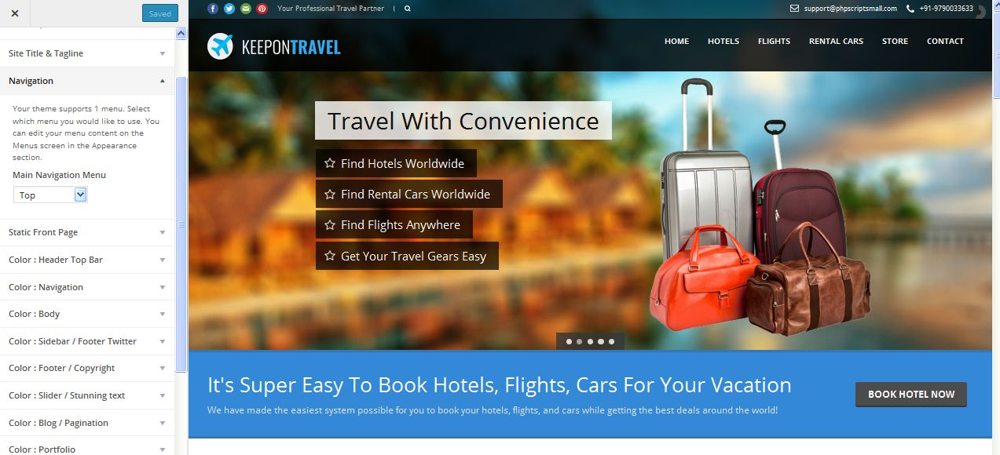 Saved
Site Title & Tagline
Navigation
Your theme supports 1 menu. Select
which menu you would like to use. You
can edit your menu content on the
Menus screen in the Appearance
section.
Main Navigation Menu
Top
Static Front Page
Color : Header Top Bar
Color : Navigation
Color : Body
Color : Sidebar / Footer Twitter
Color : Footer / Copyright
Color : Slider / Stunning text
Color : Blog / Pagination
Color : Portfolio
Your Professional Travel Partner
support@phpscriptsmall.com
+91-9790033633
KEEPONTRAVEL
HOME HOTELS FLIGHTS RENTAL CARS STORE CONTACT
Travel With Convenience
Find Hotels Worldwide
Find Rental Cars Worldwide
Find Flights Anywhere
Get Your Travel Gears Easy
It's Super Easy To Book Hotels, Flights, Cars For Your Vacation
We have made the easiest system possible for you to book your hotels, flights, and cars while getting the best deals around the world!
BOOK HOTEL NOW